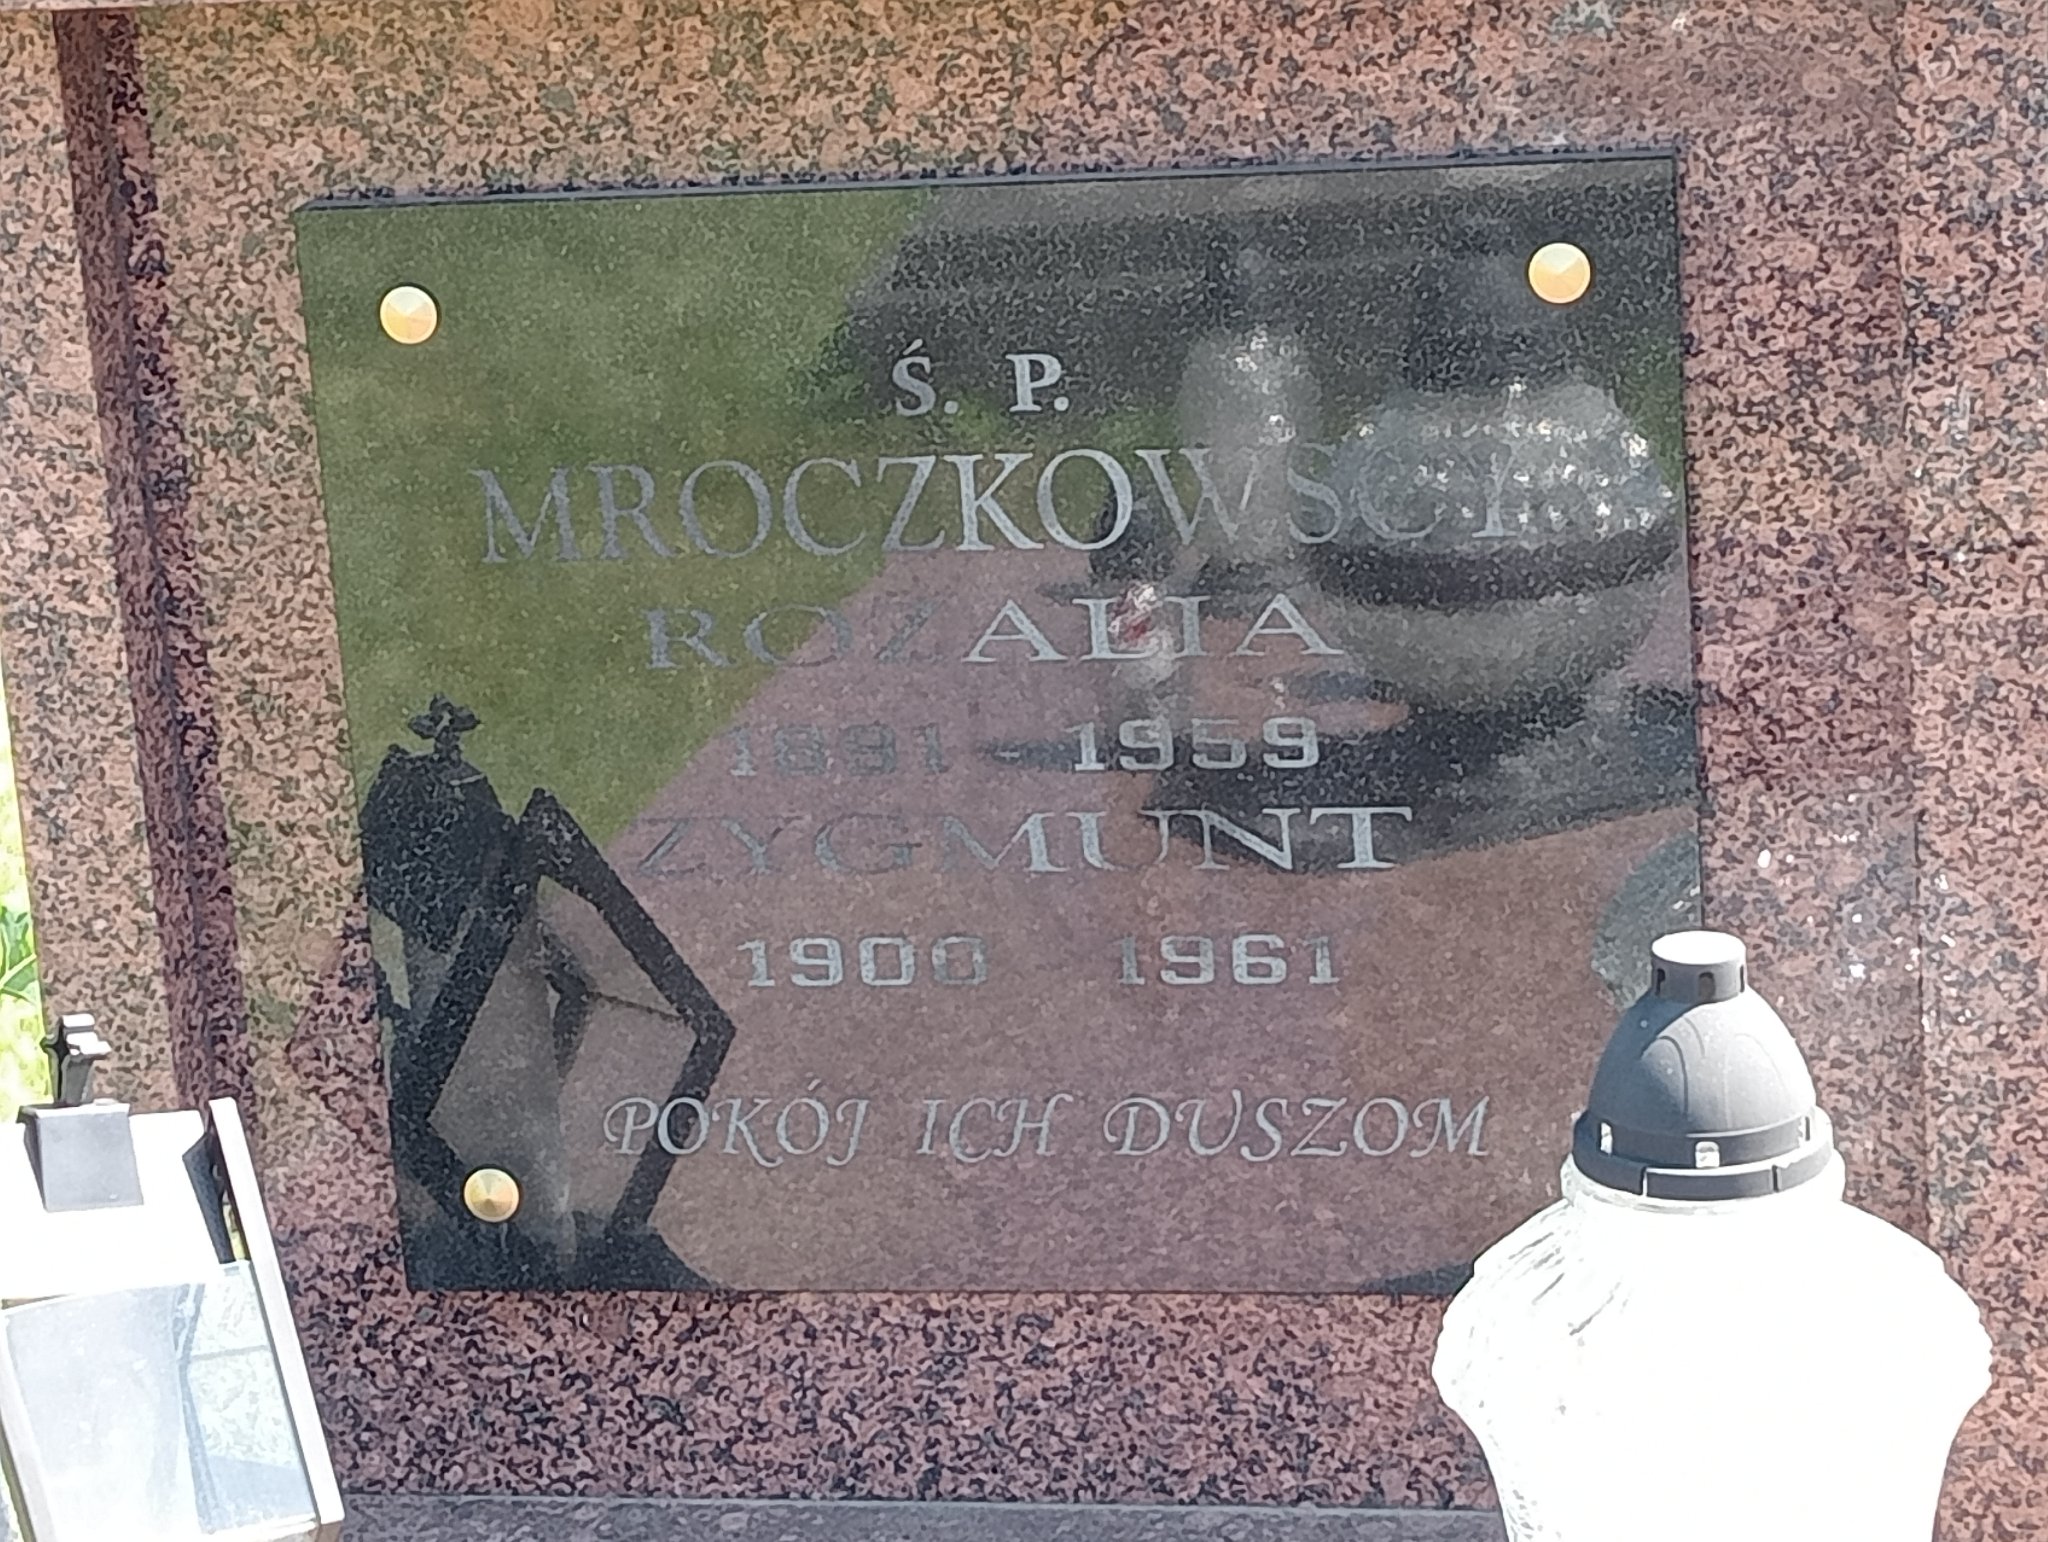 Ś. P.
MROCZKOWSCY
ROZALIA
1891 - 1959
ZYGMUNT
1900 1961
POKÓJ ICH DUSZOM